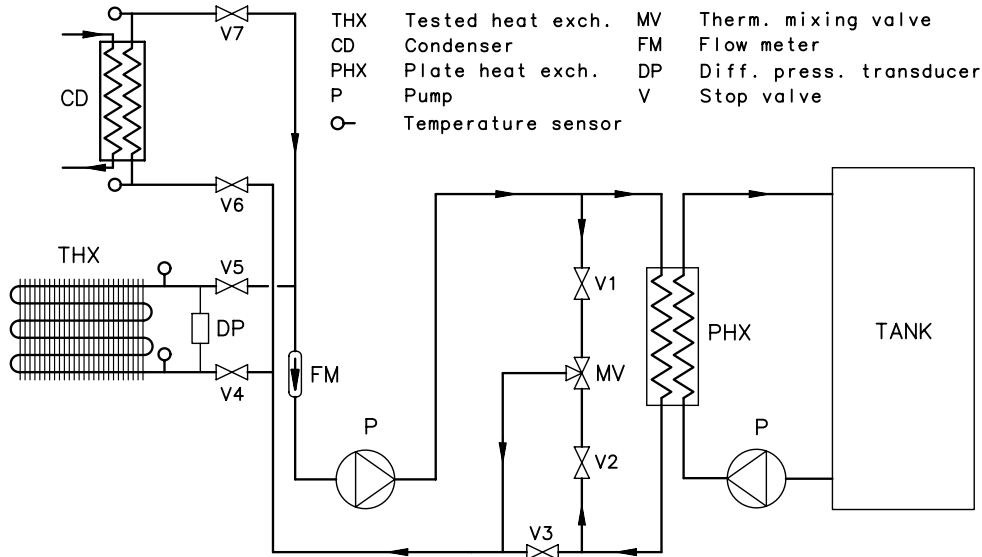 THX Tested heat exch. MV Therm. mixing valve
CD Condenser FM Flow meter
PHX Plate heat exch. DP Diff. press. transducer
P Pump V Stop valve
Temperature sensor
V7
CD
V6
THX
V5
V1
DP
PHX
TANK
FM
MV
V4
P
P
V2
V3